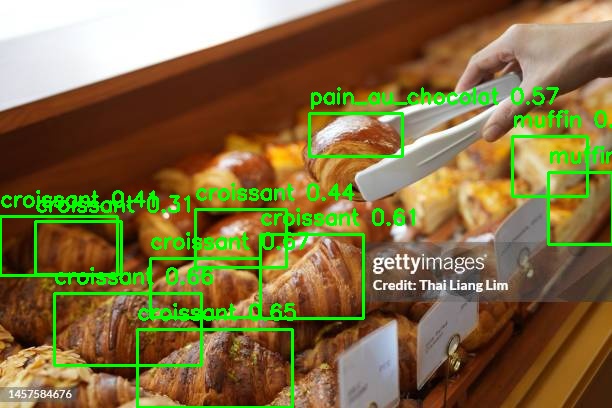 pain_au_chocolat 0.57
muffin 0.
muffin
croissant 0.41
croissant 0.31
croissant 0.44
croissant 0.61
croissant 0.67
croissant 0.66
croissant 0.65
gettyimages
Thai Liang Lim
1457584676